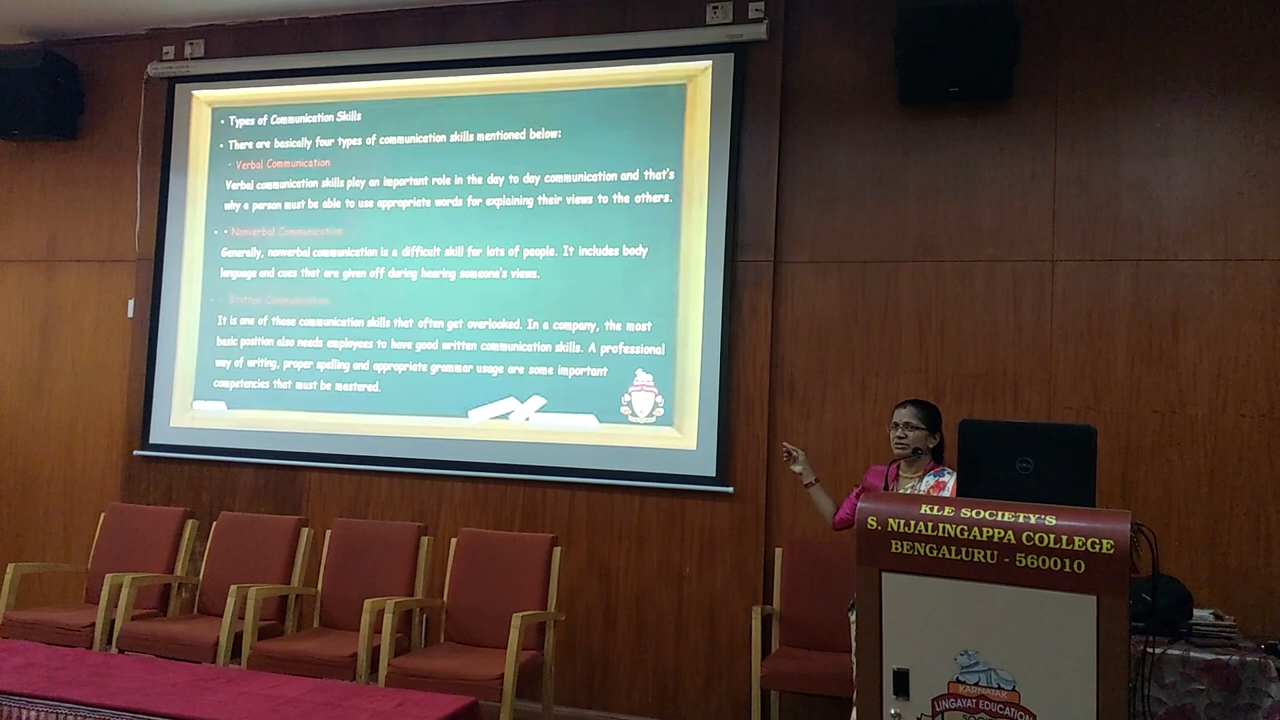 • Types of Communication Skills
• There are basically four types of communication skills mentioned below:
- Verbal Communication
Verbal communication skills play an important role in the day to day communication and that's
why a person must be able to use appropriate words for explaining their views to the others.
• • Nonverbal Communication
Generally, nonverbal communication is a difficult skill for lots of people. It includes body
language and cues that are given off during hearing someone's views.
• - Written Communication
It is one of those communication skills that often get overlooked. In a company, the most
basic position also needs employees to have good written communication skills. A professional
way of writing, proper spelling and appropriate grammar usage are some important
competencies that must be mastered.
DELL
KLE SOCIETY'S
S. NIJALINGAPPA COLLEGE
BENGALURU - 560010
KARNATAK
LINGAYAT EDUCATION